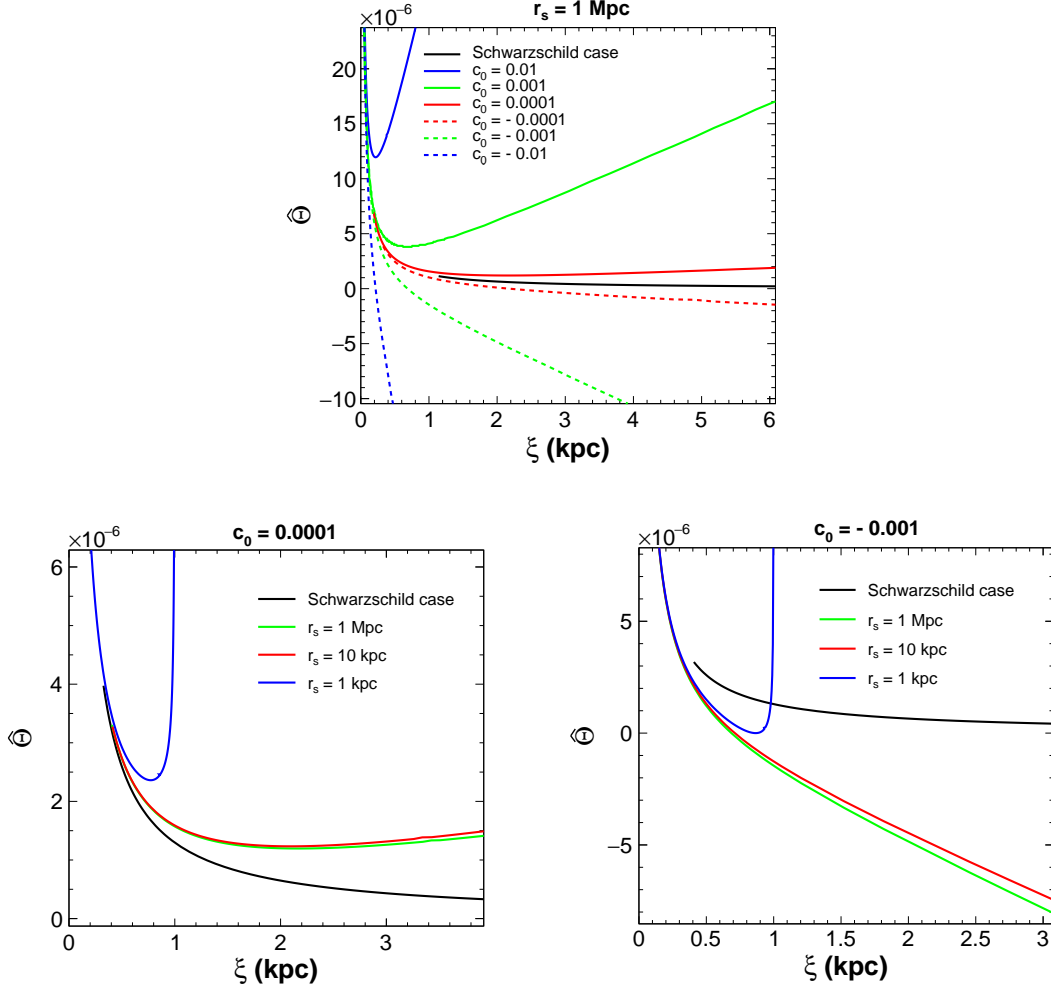 ×10⁻⁶
r_s = 1 Mpc
Schwarzschild case
c_0 = 0.01
c_0 = 0.001
c_0 = 0.0001
c_0 = - 0.0001
c_0 = - 0.001
c_0 = - 0.01
20
15
10
5
0
−5
−10
Θ̂
0 1 2 3 4 5 6
ξ (kpc)
×10⁻⁶
c_0 = 0.0001
Schwarzschild case
r_s = 1 Mpc
r_s = 10 kpc
r_s = 1 kpc
6
4
2
0
Θ̂
0 1 2 3
ξ (kpc)
×10⁻⁶
c_0 = - 0.001
Schwarzschild case
r_s = 1 Mpc
r_s = 10 kpc
r_s = 1 kpc
5
0
−5
Θ̂
0 0.5 1 1.5 2 2.5 3
ξ (kpc)